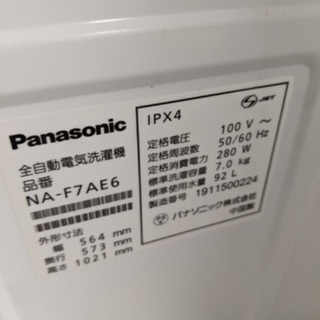 Panasonic
全自動電気洗濯機
品番
NA-F7AE6
外形寸法
幅 564 mm
奥行 573 mm
高さ 1021 mm
IPX4
JET
定格電圧 100 V～
定格周波数 50/60 Hz
定格消費電力 280 W
標準洗濯容量 7.0 kg
標準使用水量 92 L
製造番号 1911500224
パナソニック株式会社
中国製